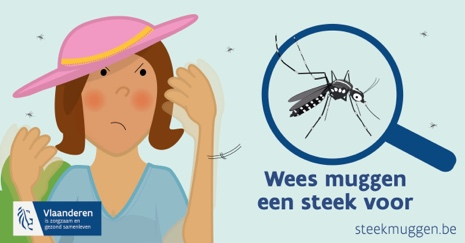 Wees muggen
een steek voor
Vlaanderen
is zorgzaam en
gezond samenleven
steekmuggen.be